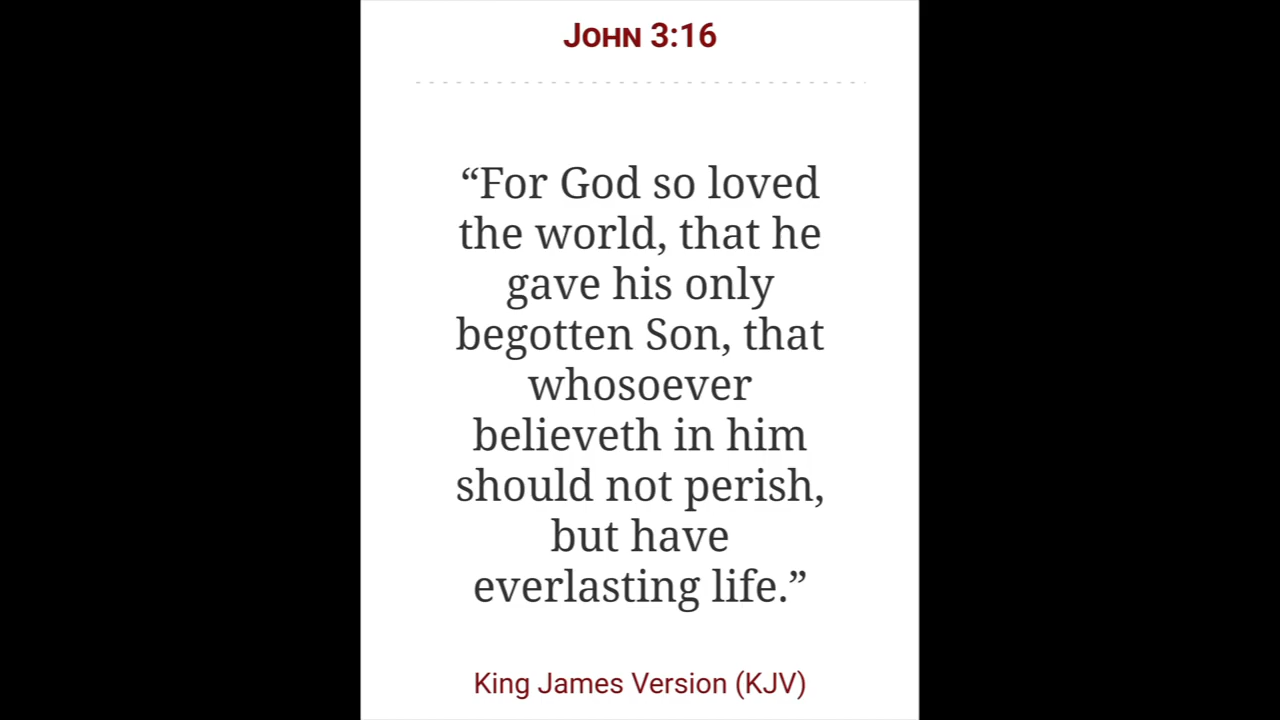 John 3:16
“For God so loved
the world, that he
gave his only
begotten Son, that
whosoever
believeth in him
should not perish,
but have
everlasting life.”
King James Version (KJV)